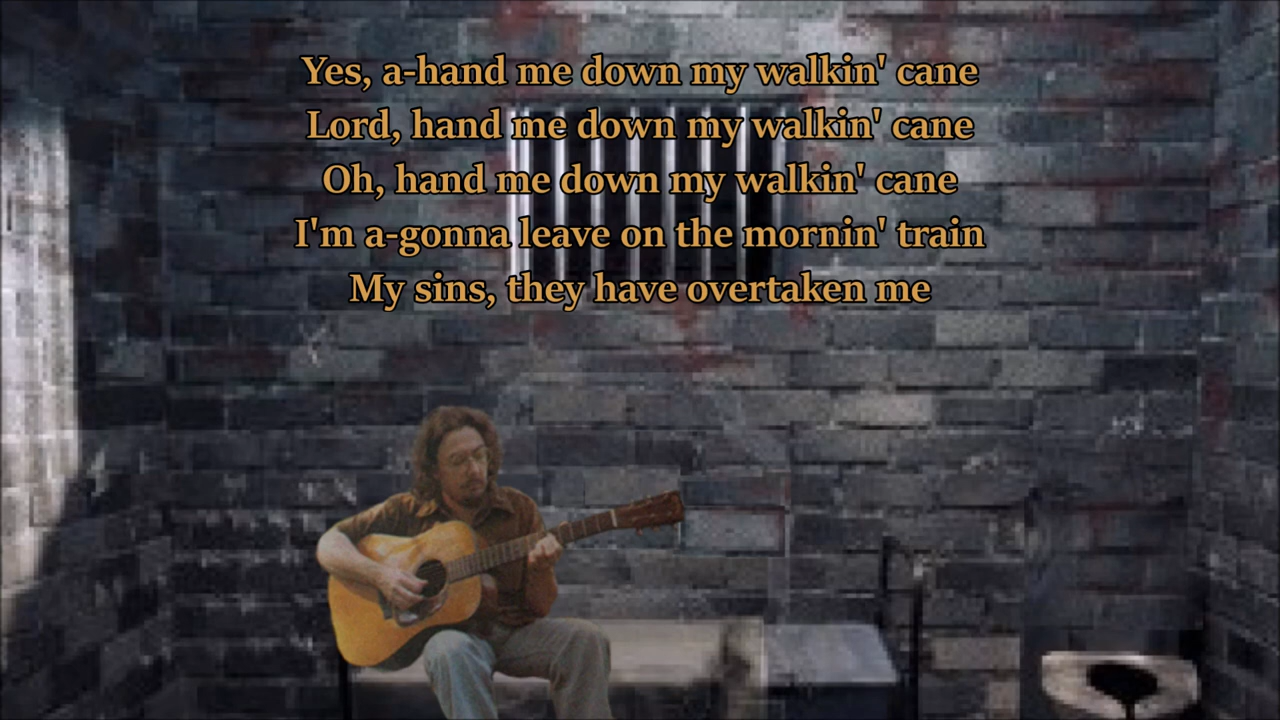 Yes, a-hand me down my walkin' cane
Lord, hand me down my walkin' cane
Oh, hand me down my walkin' cane
I'm a-gonna leave on the mornin' train
My sins, they have overtaken me